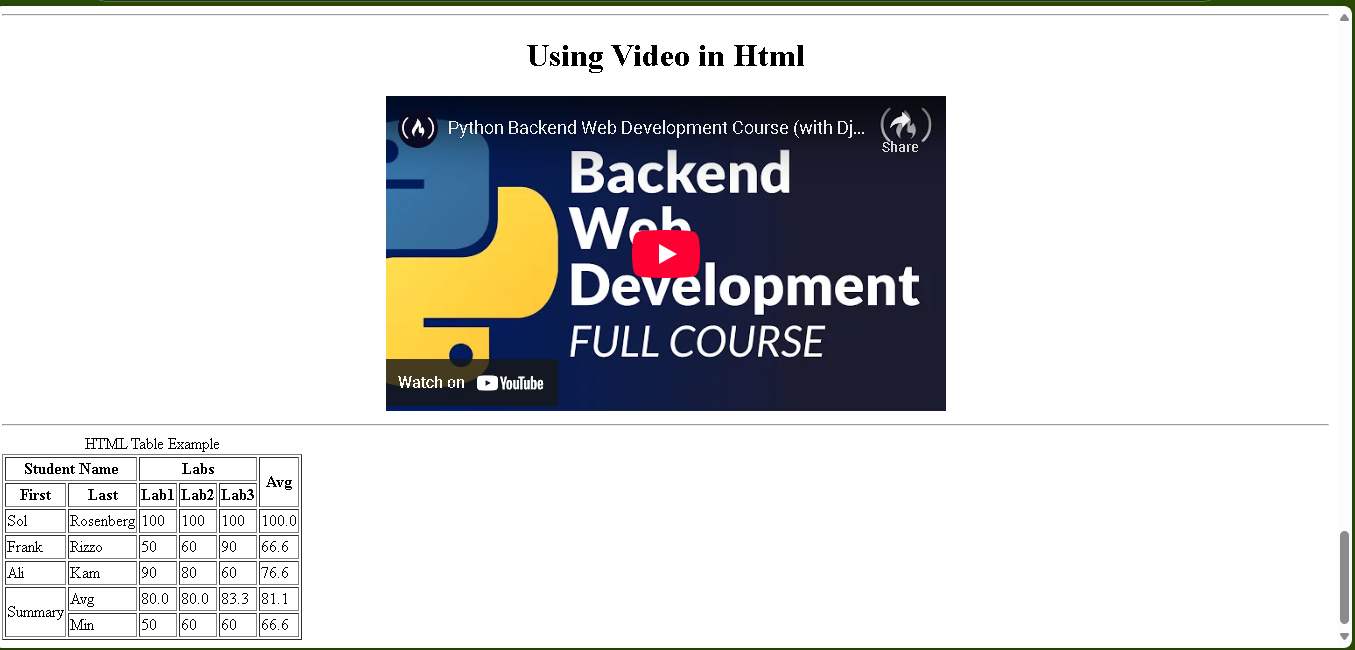 Using Video in Html
Python Backend Web Development Course (with Dj...
Share
Backend
Web
Development
FULL COURSE
Watch on YouTube
HTML Table Example
Student Name Labs Avg
First Last Lab1 Lab2 Lab3
Sol Rosenberg 100 100 100 100.0
Frank Rizzo 50 60 90 66.6
Ali Kam 90 80 60 76.6
Summary Avg 80.0 80.0 83.3 81.1
Min 50 60 60 66.6